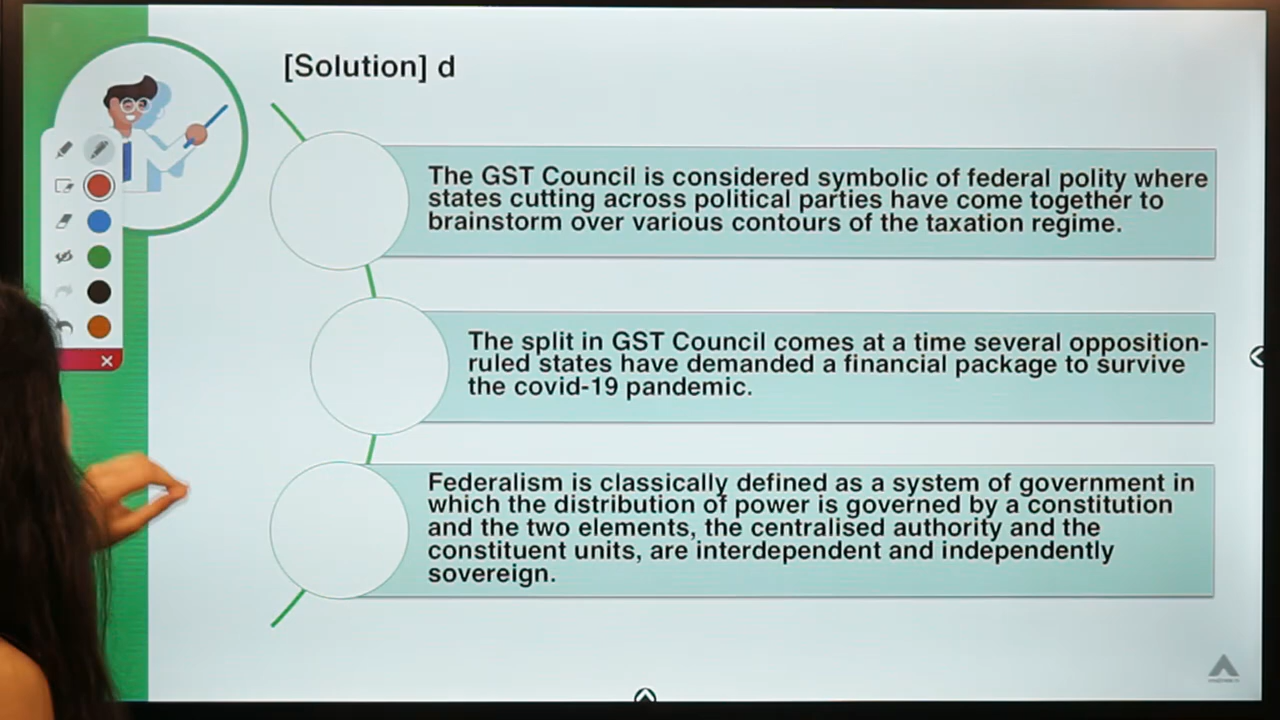 [Solution] d
The GST Council is considered symbolic of federal polity where
states cutting across political parties have come together to
brainstorm over various contours of the taxation regime.
The split in GST Council comes at a time several opposition-
ruled states have demanded a financial package to survive
the covid-19 pandemic.
Federalism is classically defined as a system of government in
which the distribution of power is governed by a constitution
and the two elements, the centralised authority and the
constituent units, are interdependent and independently
sovereign.